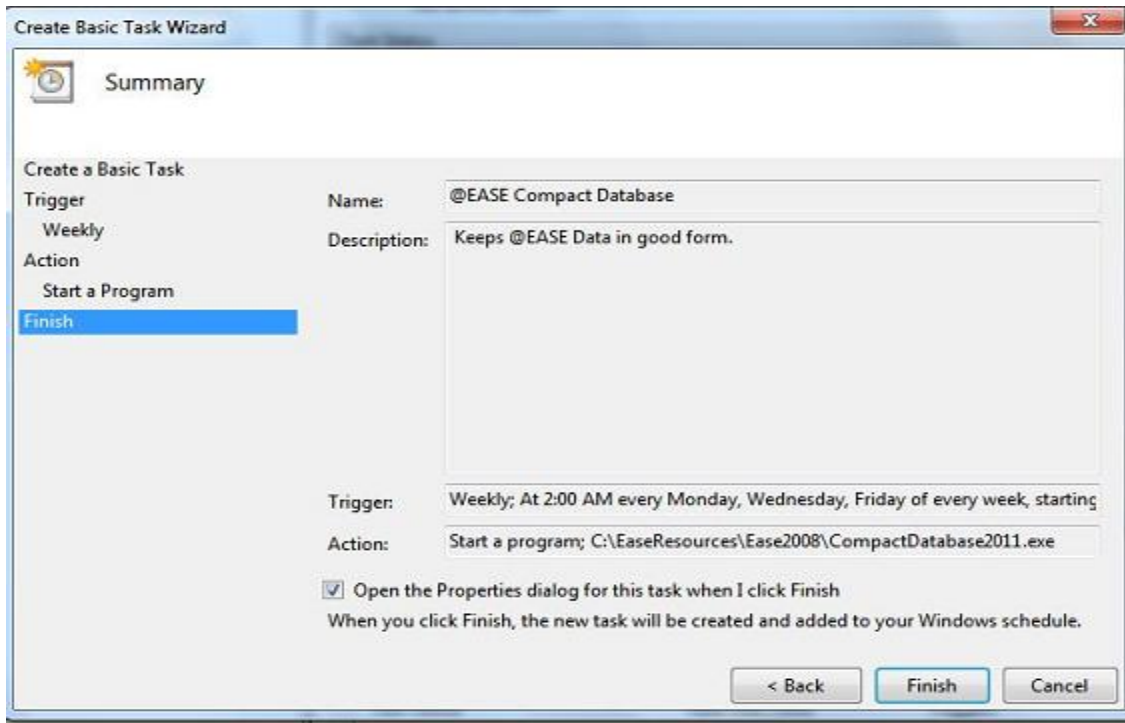 Create Basic Task Wizard
Summary
Create a Basic Task
Trigger
Weekly
Action
Start a Program
Finish
Name:
@EASE Compact Database
Description:
Keeps @EASE Data in good form.
Trigger:
Weekly; At 2:00 AM every Monday, Wednesday, Friday of every week, starting
Action:
Start a program; C:\EaseResources\Ease2008\CompactDatabase2011.exe
Open the Properties dialog for this task when I click Finish
When you click Finish, the new task will be created and added to your Windows schedule.
< Back
Finish
Cancel